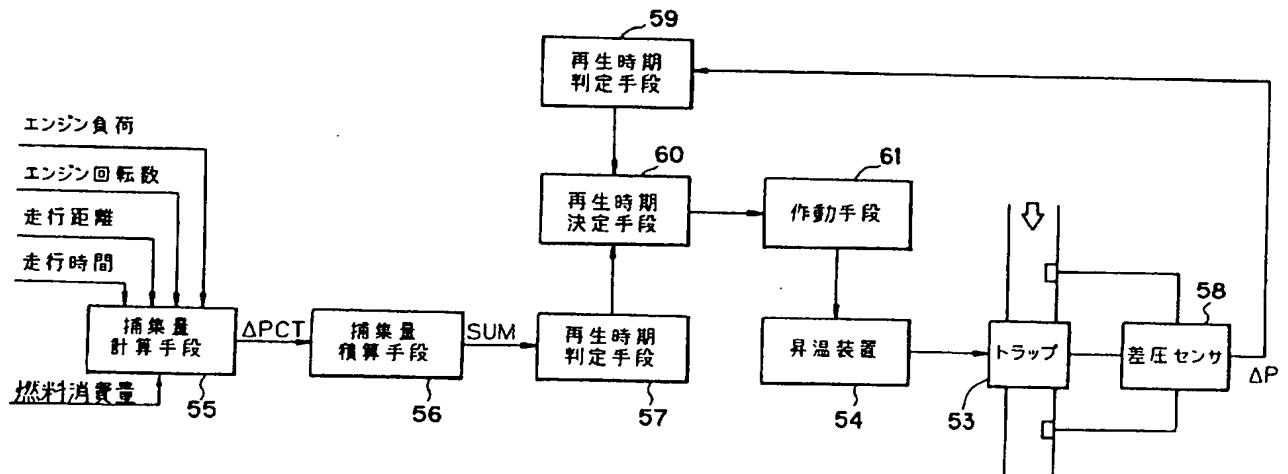 59
再生時期
判定手段
エンジン負荷
エンジン回転数
走行距離
走行時間
60
再生時期
決定手段
61
作動手段
捕集量
計算手段
55
燃料消費量
ΔPCT
捕集量
積算手段
56
SUM
再生時期
判定手段
57
昇温装置
54
トラップ
53
58
差圧センサ
ΔP